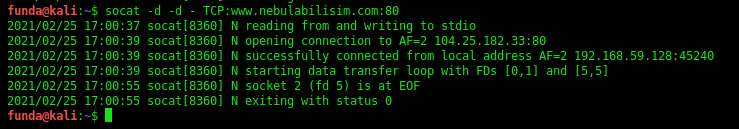 funda@kali:~$ socat -d -d - TCP:www.nebulabilisim.com:80
2021/02/25 17:00:37 socat[8360] N reading from and writing to stdio
2021/02/25 17:00:39 socat[8360] N opening connection to AF=2 104.25.182.33:80
2021/02/25 17:00:39 socat[8360] N successfully connected from local address AF=2 192.168.59.128:45240
2021/02/25 17:00:39 socat[8360] N starting data transfer loop with FDs [0,1] and [5,5]
2021/02/25 17:00:55 socat[8360] N socket 2 (fd 5) is at EOF
2021/02/25 17:00:55 socat[8360] N exiting with status 0
funda@kali:~$